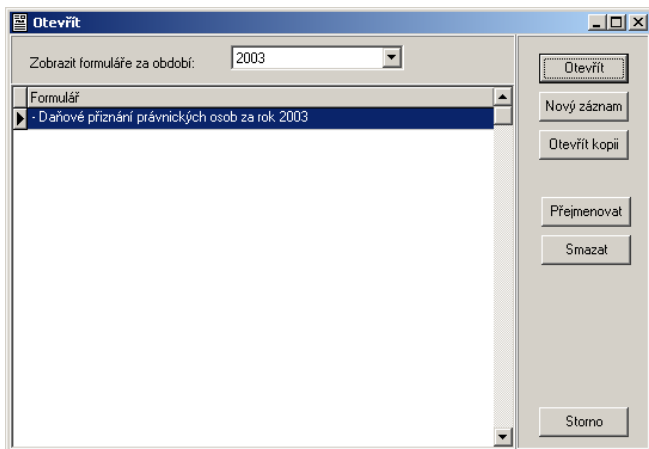 Otevřít
Zobrazit formuláře za období:
2003
Otevřít
Formulář
Nový záznam
- Daňové přiznání právnických osob za rok 2003
Otevřít kopii
Přejmenovat
Smazat
Storno